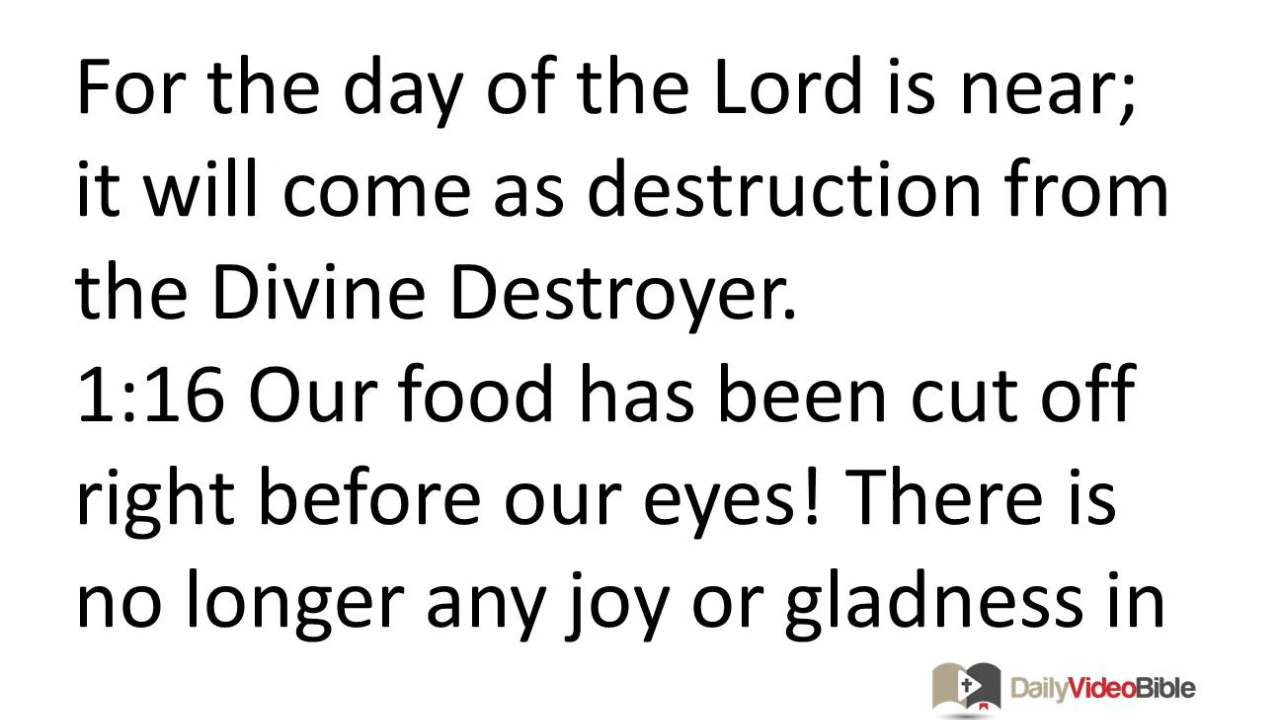 For the day of the Lord is near;
it will come as destruction from
the Divine Destroyer.
1:16 Our food has been cut off
right before our eyes! There is
no longer any joy or gladness in
DailyVideoBible